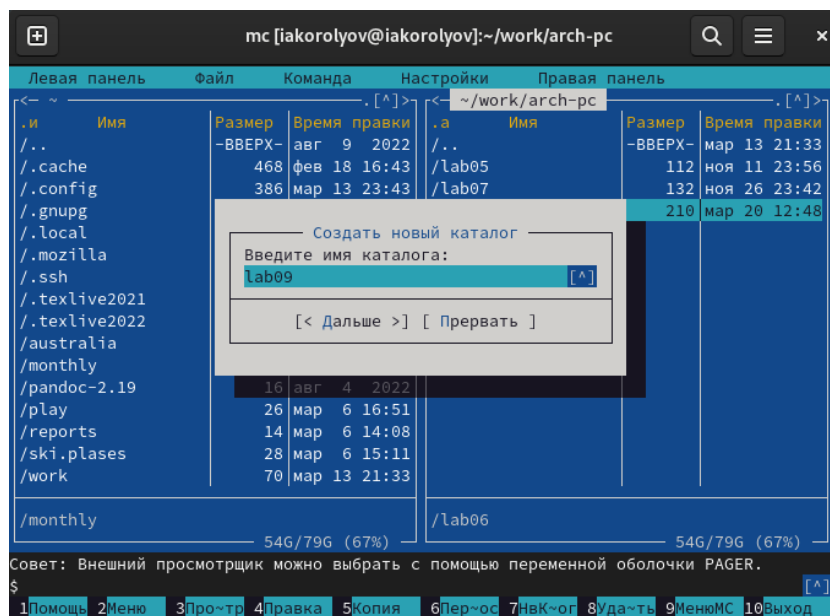 mc [iakorolyov@iakorolyov]:~/work/arch-pc
Левая панель Файл Команда Настройки Правая панель
<— ~ .[^]> <— ~/work/arch-pc .[^]>
.и Имя Размер Время правки .а Имя Размер Время правки
/.. -ВВЕРХ- авг 9 2022 /.. -ВВЕРХ- мар 13 21:33
/.cache 468 фев 18 16:43 /lab05 112 ноя 11 23:56
/.config 386 мар 13 23:43 /lab07 132 ноя 26 23:42
/.gnupg 210 мар 20 12:48
/.local Создать новый каталог
/.mozilla Введите имя каталога:
/.ssh lab09 [^]
/.texlive2021
/.texlive2022 [< Дальше >] [ Прервать ]
/australia
/monthly
/pandoc-2.19 16 авг 4 2022
/play 26 мар 6 16:51
/reports 14 мар 6 14:08
/ski.plases 28 мар 6 15:11
/work 70 мар 13 21:33
/monthly /lab06
54G/79G (67%) 54G/79G (67%)
Совет: Внешний просмотрщик можно выбрать с помощью переменной оболочки PAGER.
$ [^]
1Помощь 2Меню 3Про~тр 4Правка 5Копия 6Пер~ос 7НвК~ог 8Уда~ть 9МенюMC 10Выход